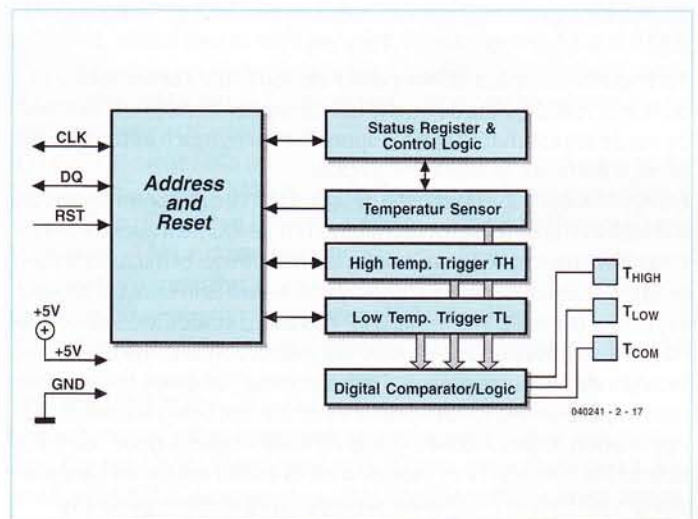 CLK
DQ
RST
+5V
+5V
GND
Address
and
Reset
Status Register &
Control Logic
Temperatur Sensor
High Temp. Trigger TH
Low Temp. Trigger TL
Digital Comparator/Logic
THIGH
TLOW
TCOM
040241 - 2 - 17